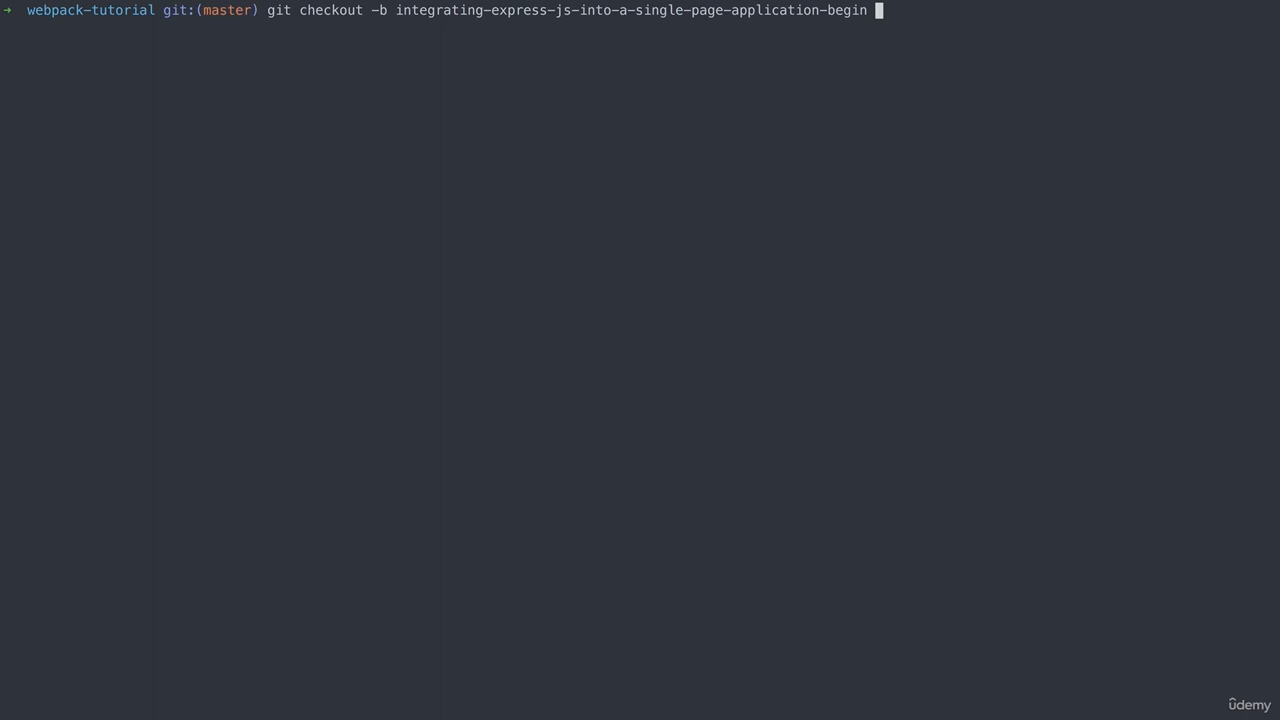 ➜ webpack-tutorial git:(master) git checkout -b integrating-express-js-into-a-single-page-application-begin
ûdemy